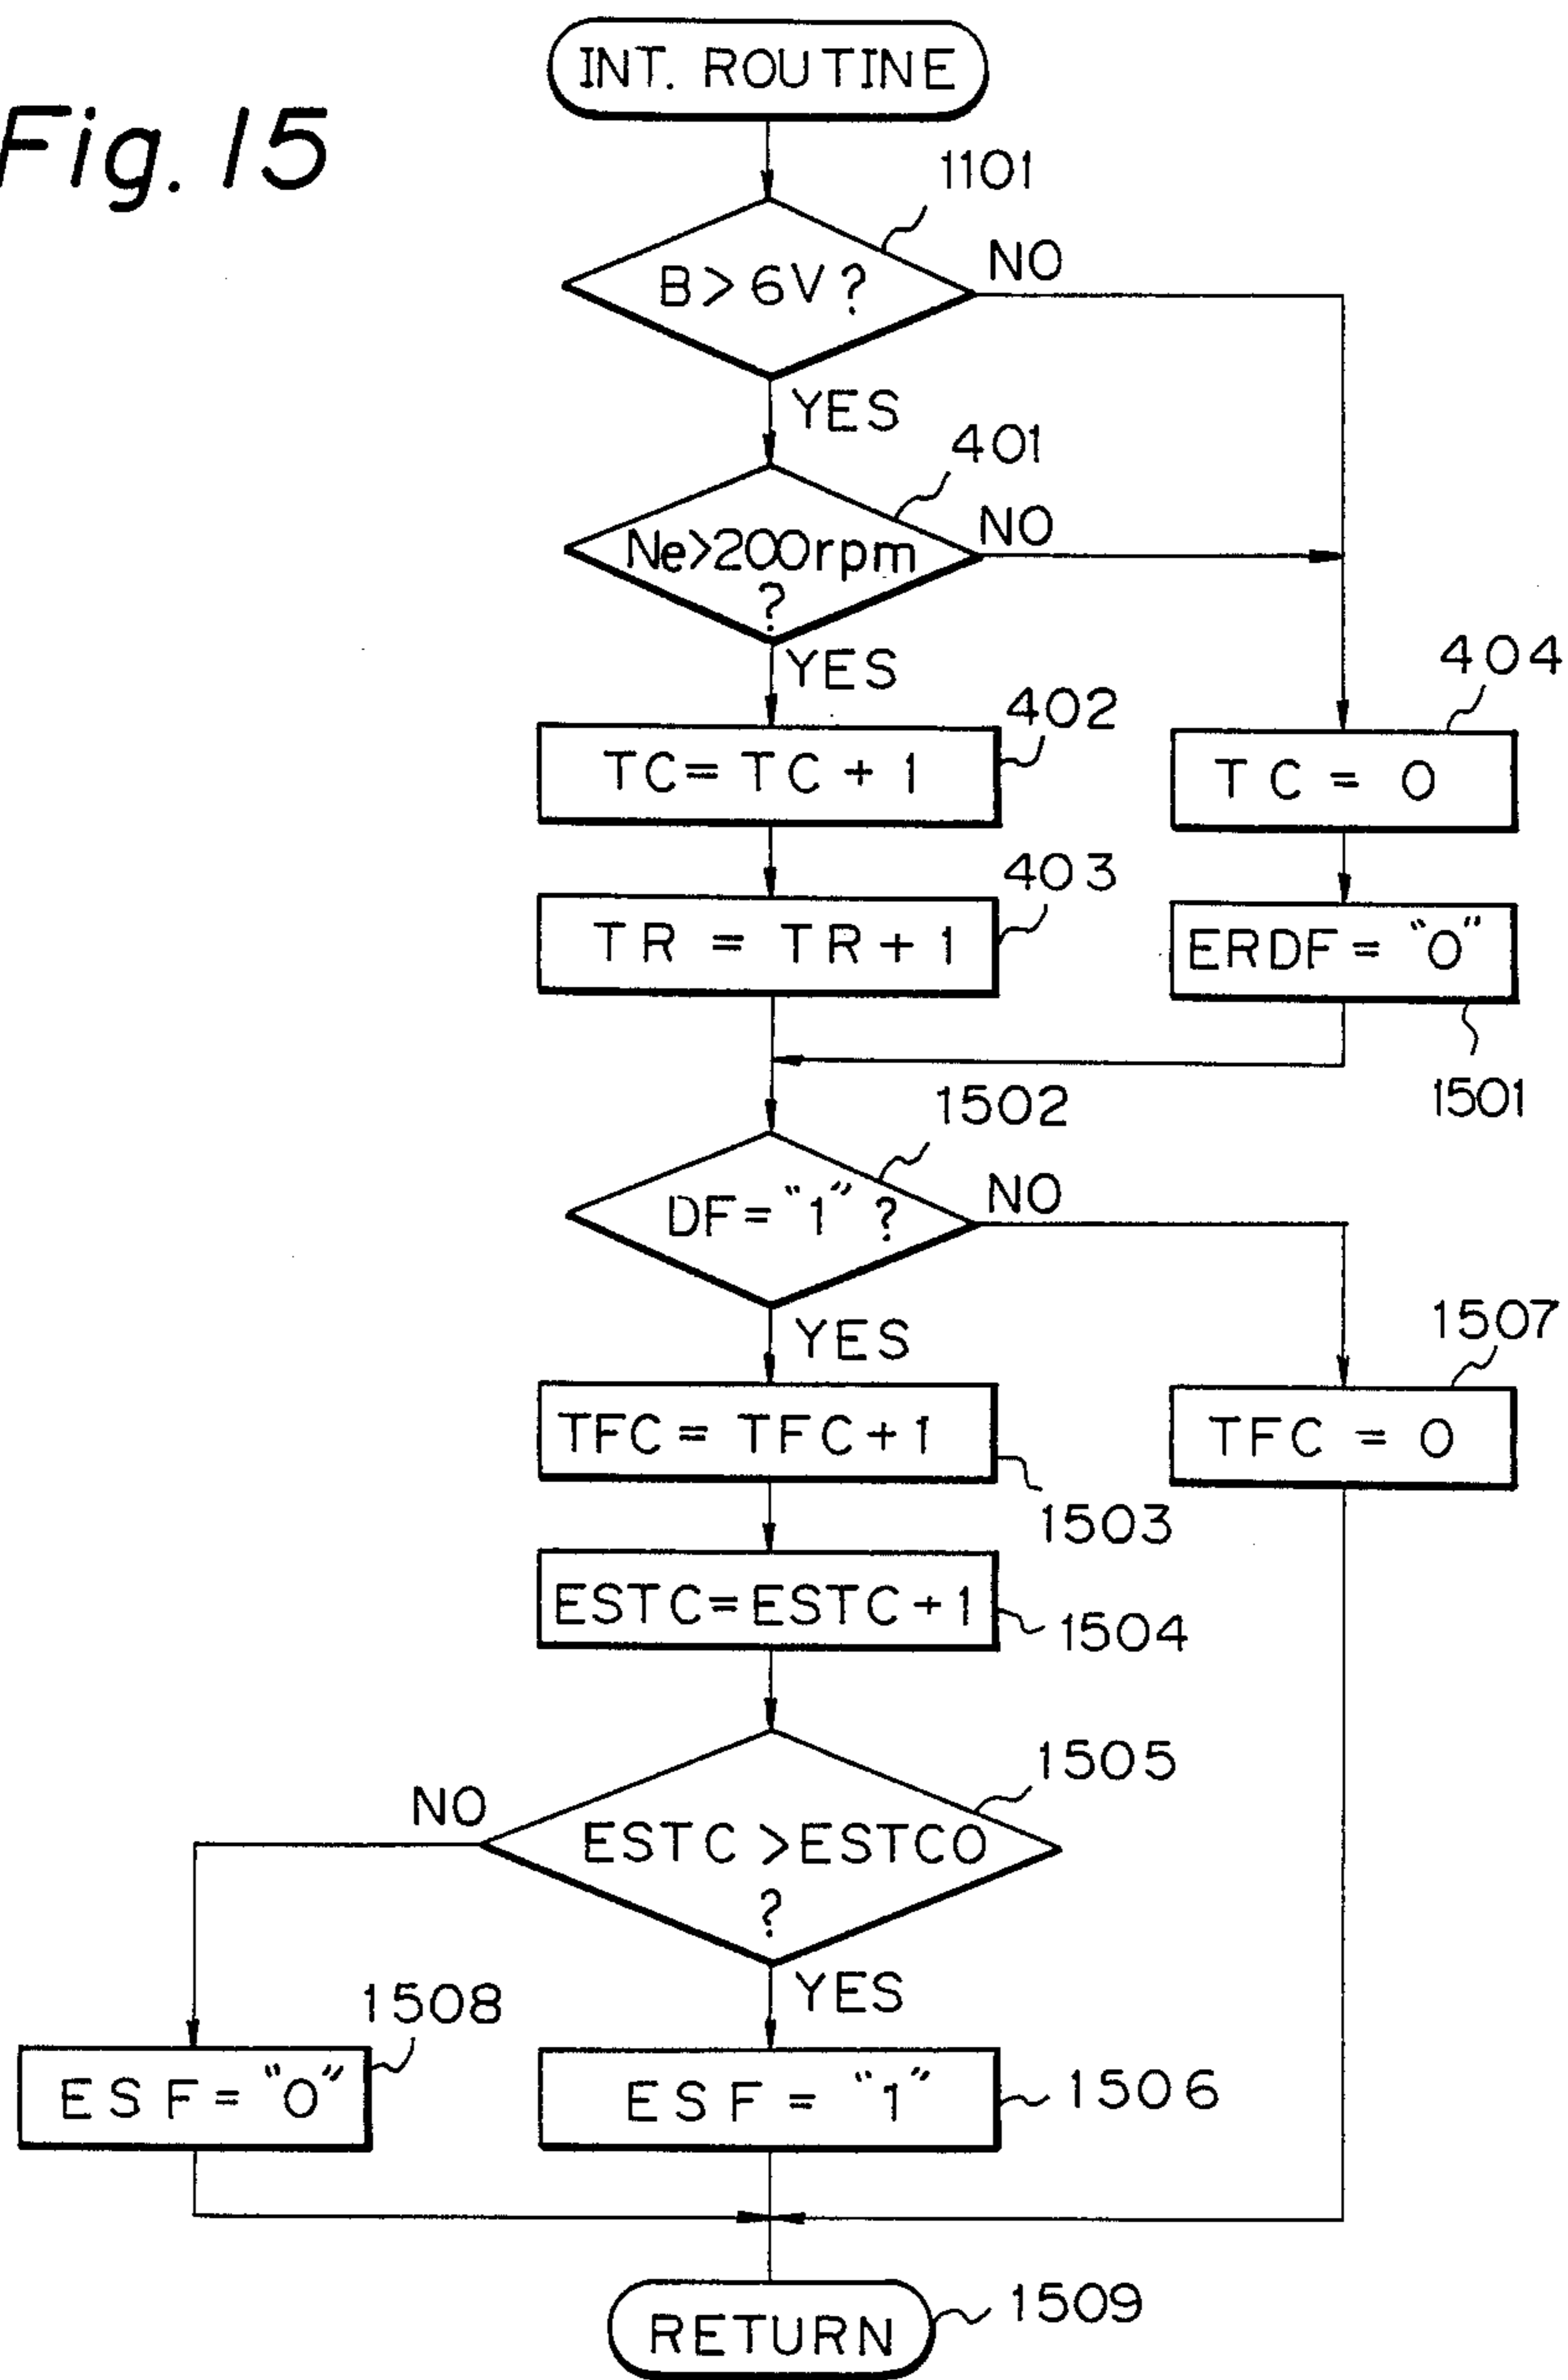 Fig. 15
INT. ROUTINE
1101
B > 6V ?
NO
YES
401
Ne>200rpm
?
NO
YES
402
TC = TC + 1
404
TC = 0
403
TR = TR + 1
ERDF = "0"
1501
1502
DF = "1" ?
NO
YES
1507
TFC = TFC + 1
TFC = 0
1503
ESTC = ESTC + 1
1504
1505
NO
ESTC > ESTCO
?
YES
1508
ESF = "0"
ESF = "1"
1506
RETURN
1509